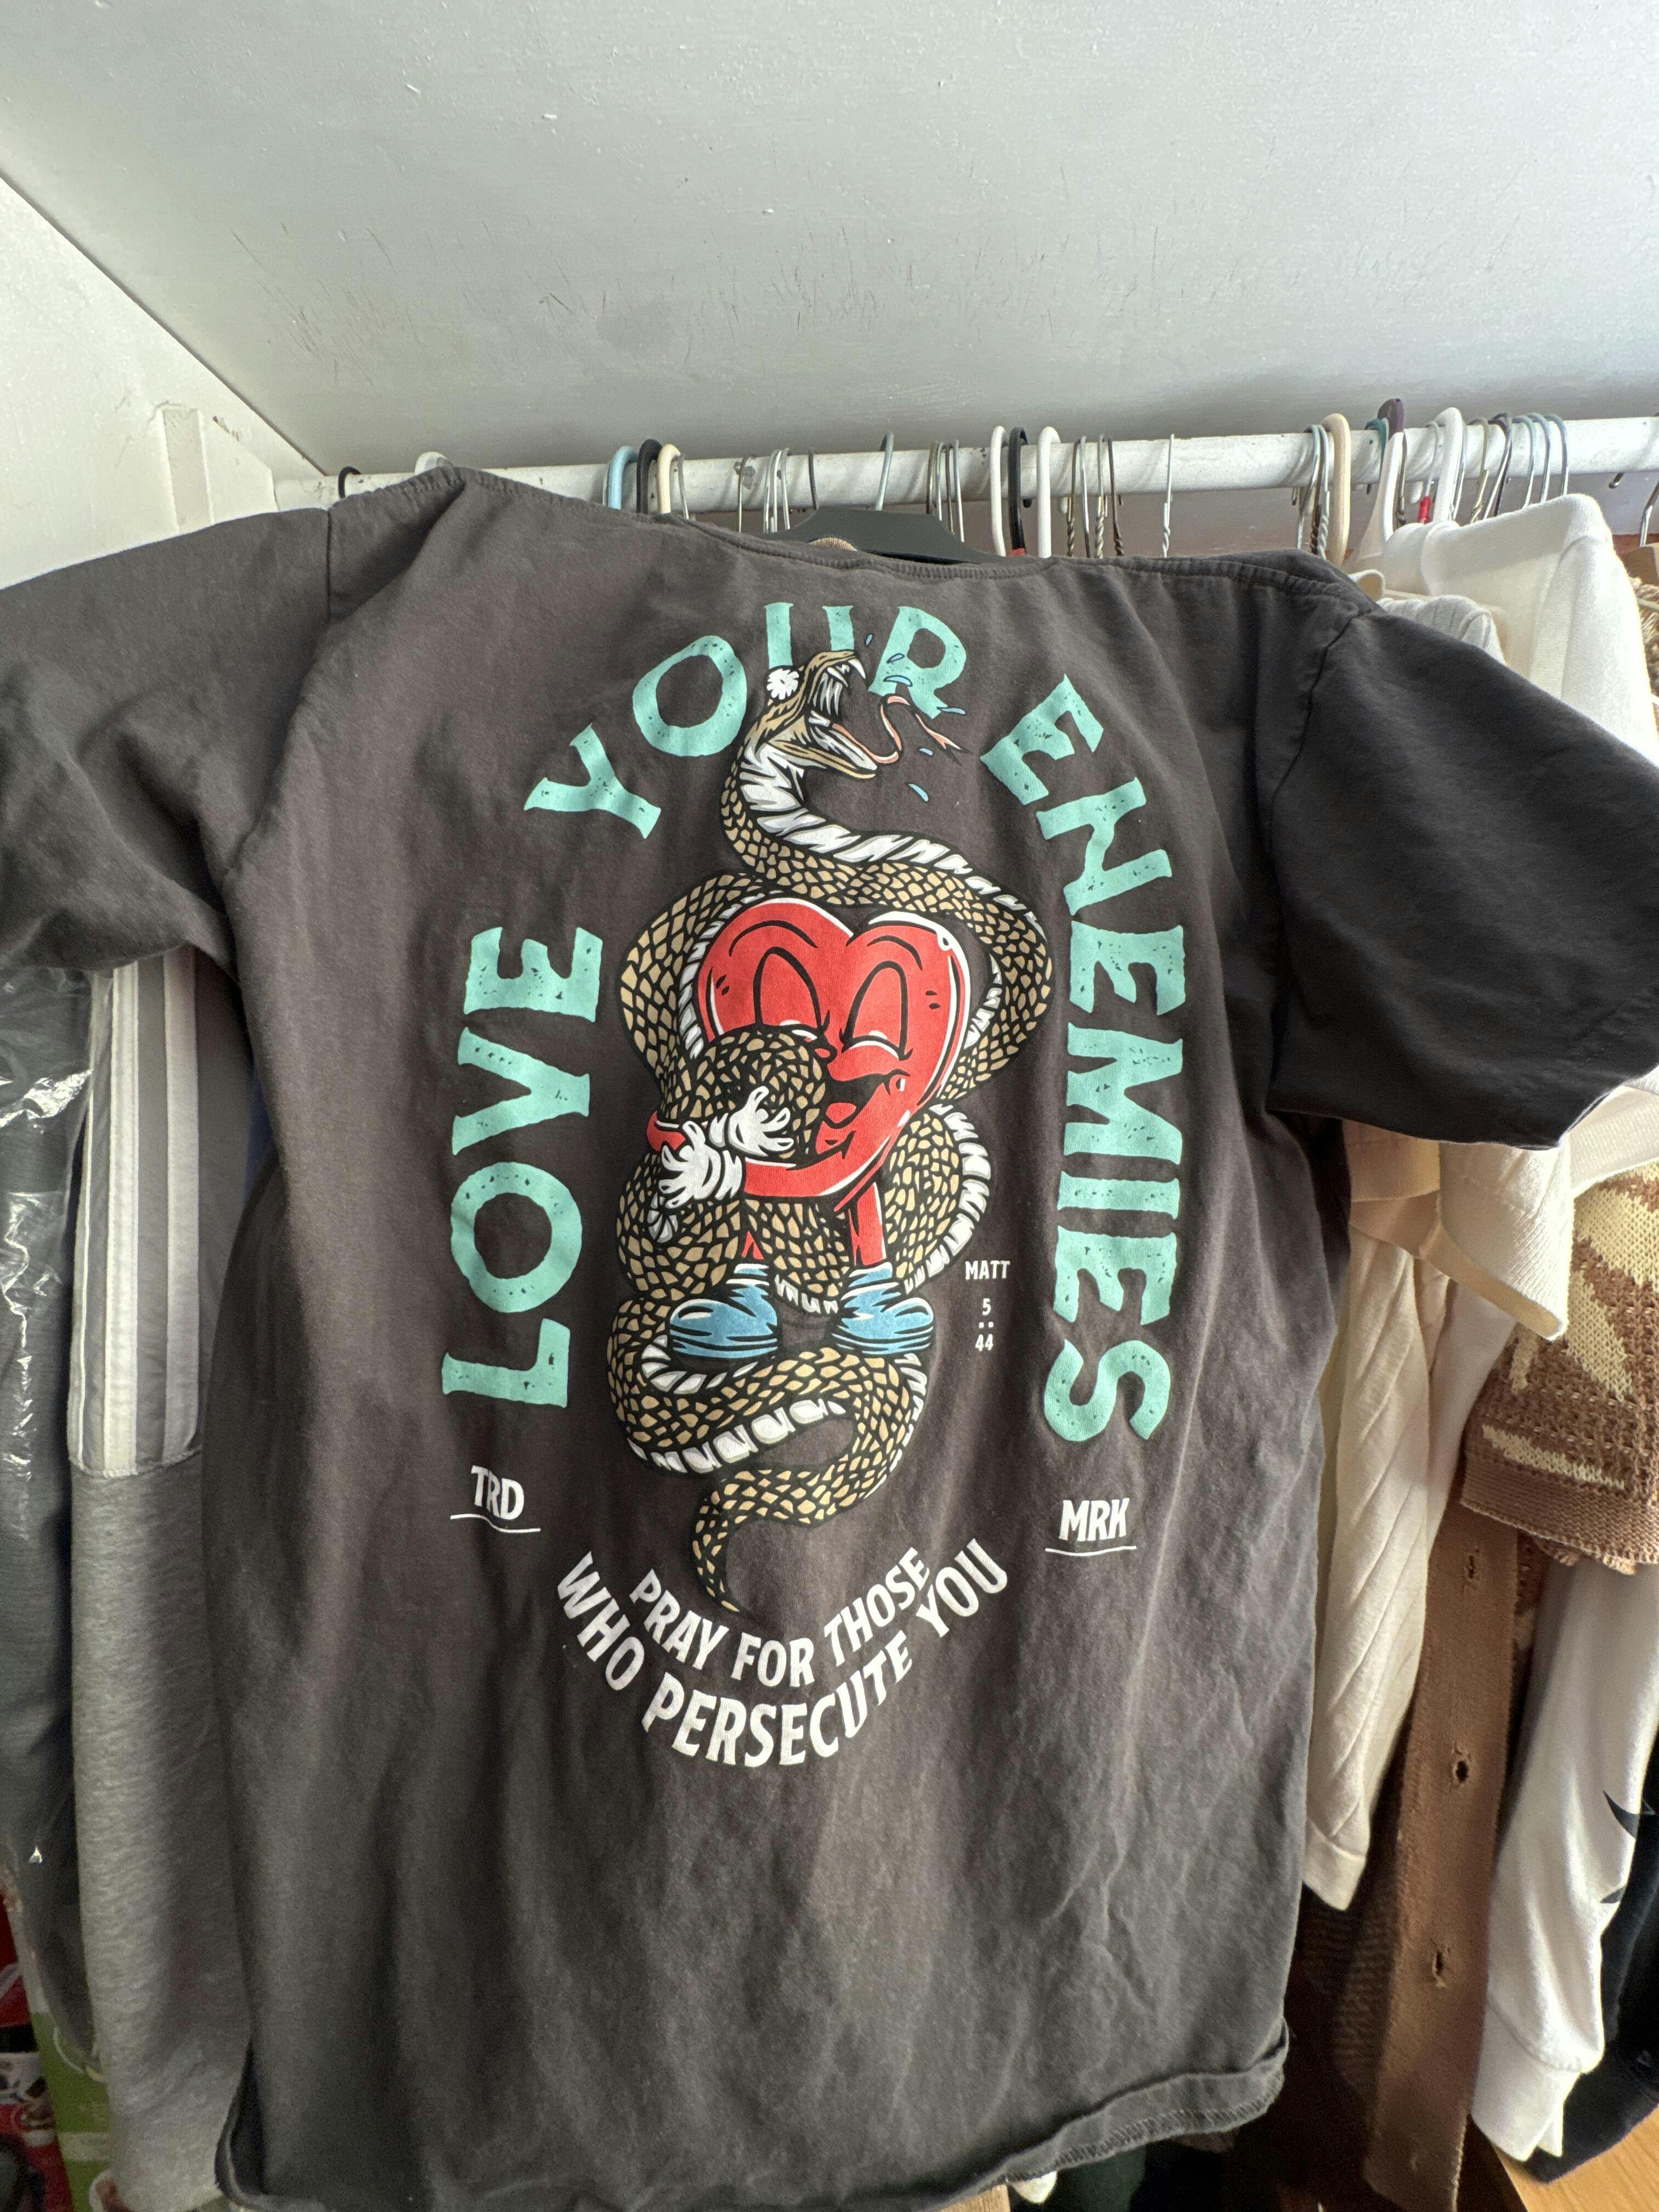 LOVE YOUR ENEMIES
MATT
5
:
44
TRD
MRK
PRAY FOR THOSE
WHO PERSECUTE YOU